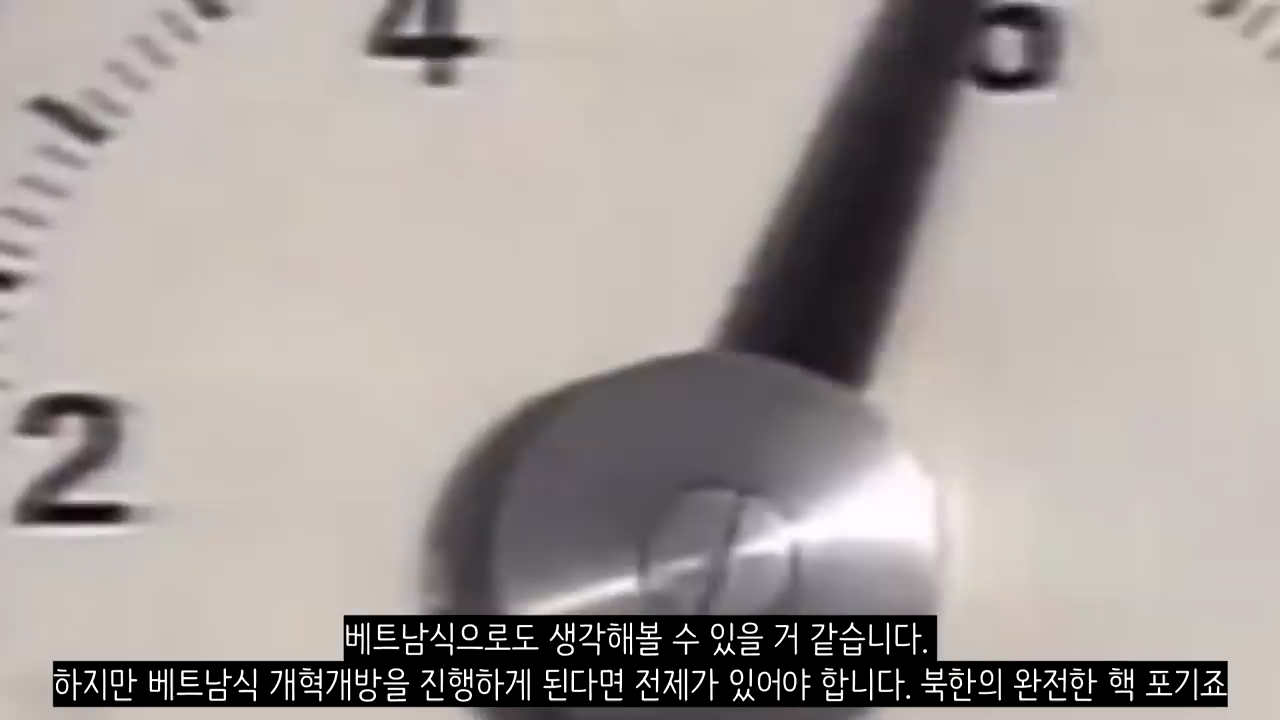 4
6
2
베트남식으로도 생각해볼 수 있을 거 같습니다.
하지만 베트남식 개혁개방을 진행하게 된다면 전제가 있어야 합니다. 북한의 완전한 핵 포기죠